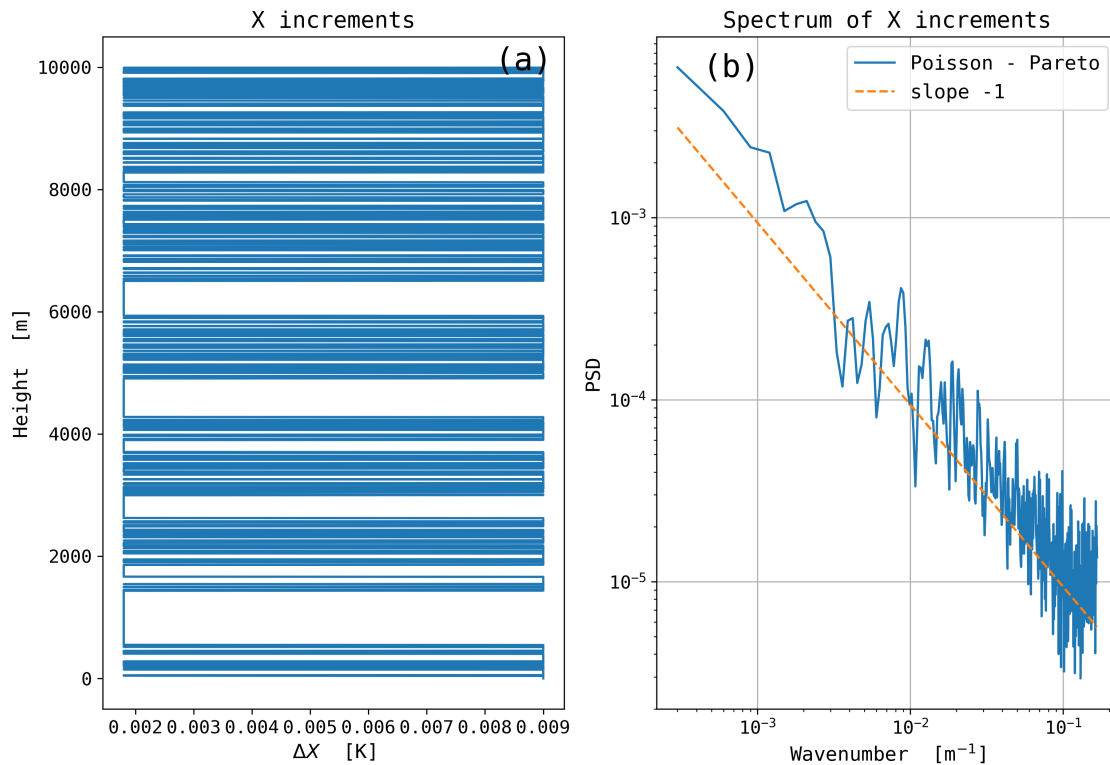 X increments
(a)
10000
8000
6000
4000
2000
0
Height [m]
0.002 0.003 0.004 0.005 0.006 0.007 0.008 0.009
ΔX [K]
Spectrum of X increments
(b)
Poisson - Pareto
slope -1
10⁻³
10⁻⁴
10⁻⁵
PSD
10⁻³ 10⁻² 10⁻¹
Wavenumber [m⁻¹]